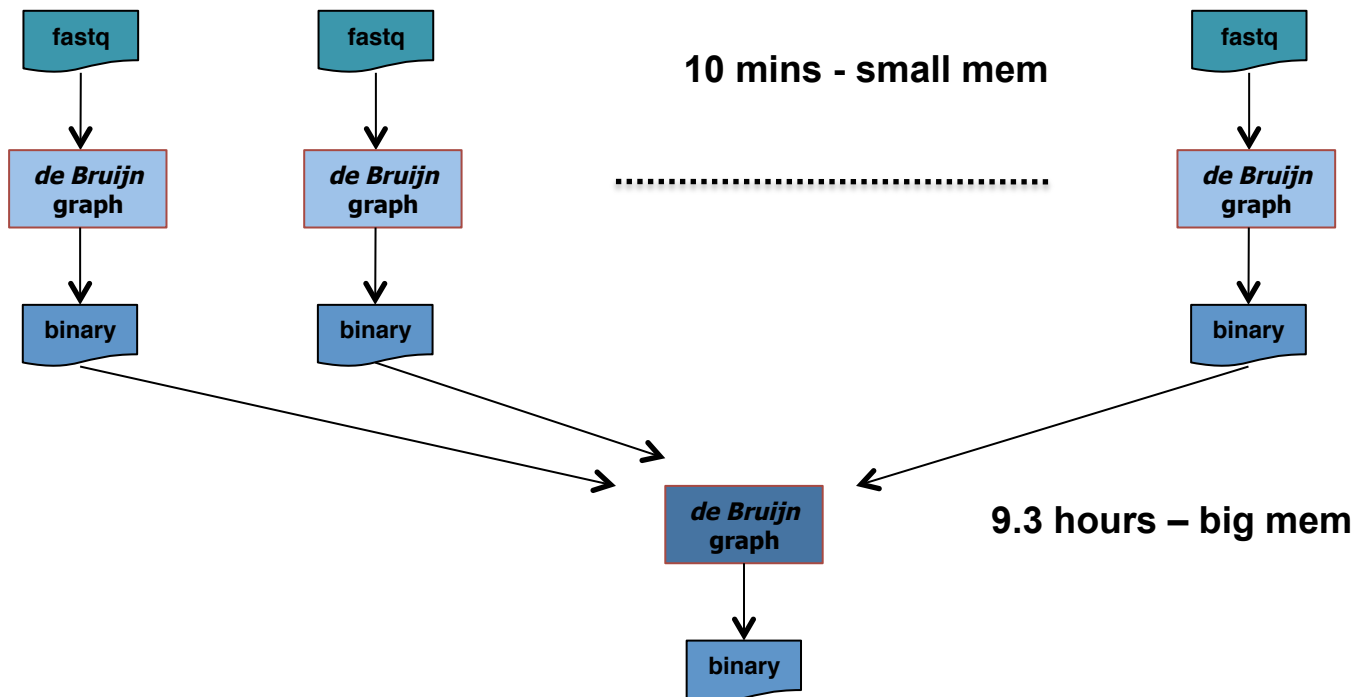 fastq
fastq
fastq
10 mins - small mem
de Bruijn
graph
de Bruijn
graph
de Bruijn
graph
binary
binary
binary
de Bruijn
graph
9.3 hours – big mem
binary